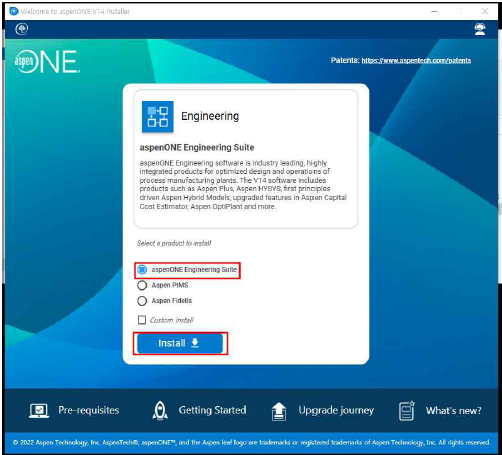 Welcome to aspenONE V14 Installer
aspenONE
Patents: https://www.aspentech.com/patents
Engineering
aspenONE Engineering Suite
aspenONE Engineering software is industry leading, highly
integrated products for optimized design and operations of
process manufacturing plants. The V14 software includes
products such as Aspen Plus, Aspen HYSYS, first principles
driven Aspen Hybrid Models, upgraded features in Aspen Capital
Cost Estimator, Aspen OptiPlant and more.
Select a product to install
aspenONE Engineering Suite
Aspen PIMS
Aspen Fidelis
Custom Install
Install
Pre-requisites
Getting Started
Upgrade journey
What's new?
© 2022 Aspen Technology, Inc. AspenTech®, aspenONE™, and the Aspen leaf logo are trademarks or registered trademarks of Aspen Technology, Inc. All rights reserved.